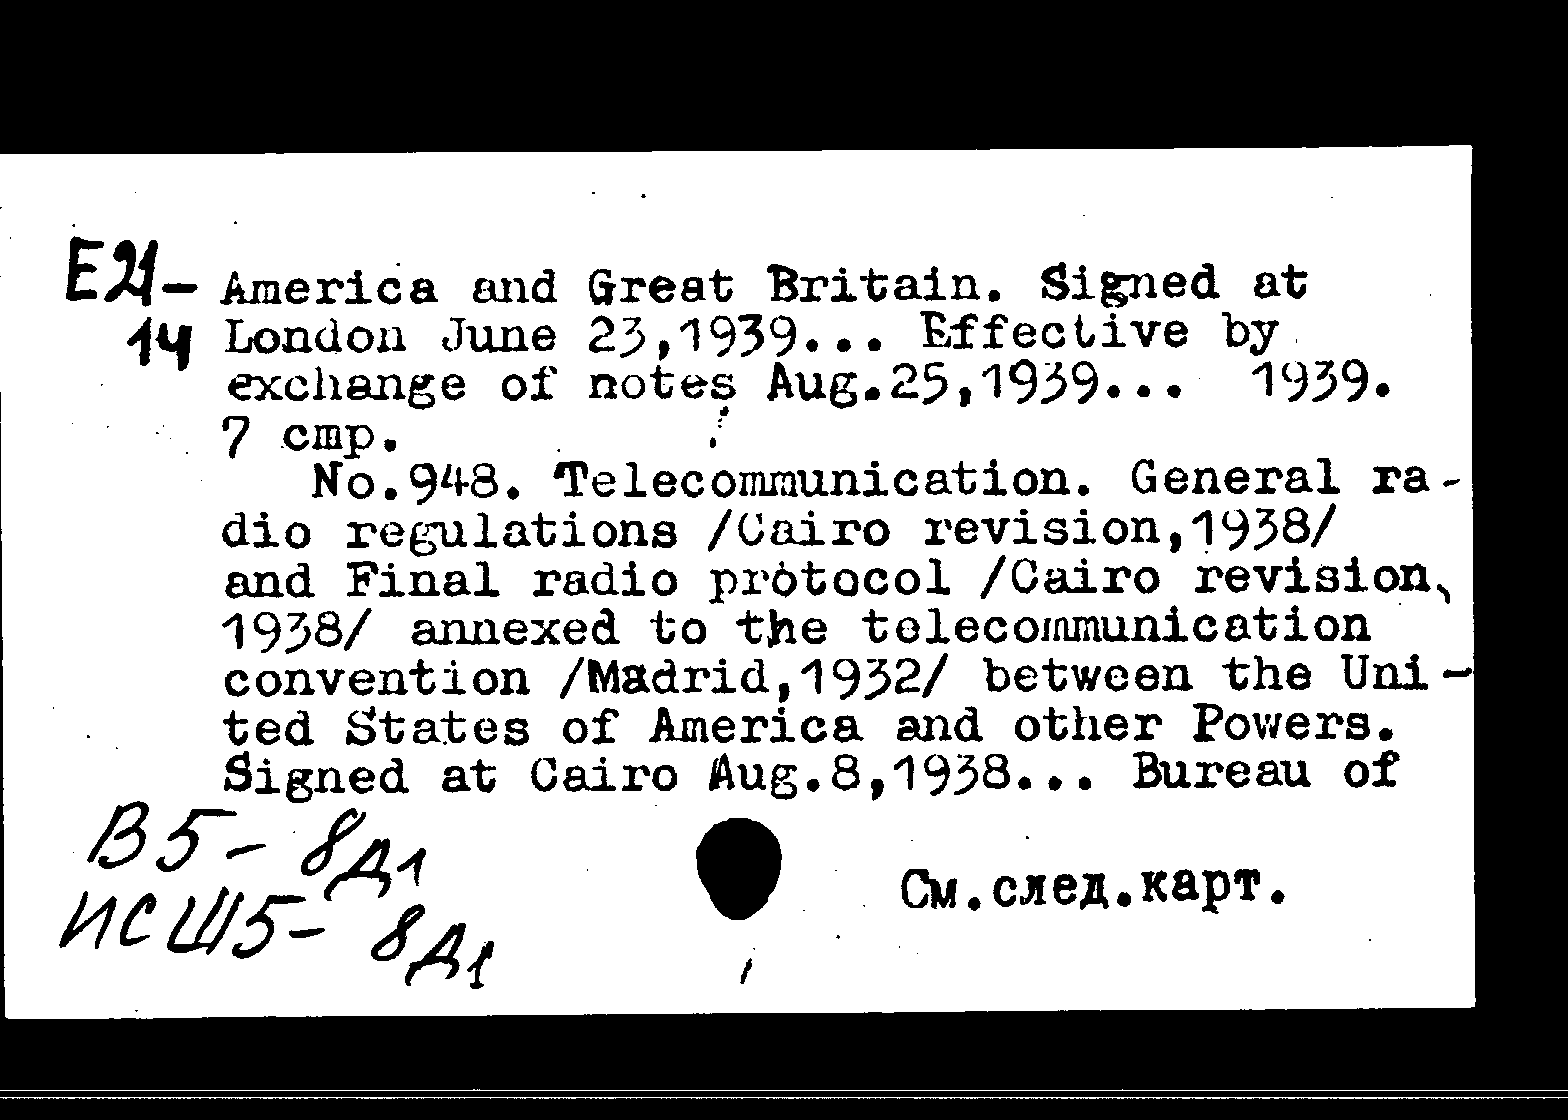 E21- America and Great Britain. Signed at
14 London June 23,1939... Effective by
exchange of notes Aug.25,1939... 1939.
7 cmp.
No.948. Telecommunication. General ra-
dio regulations /Cairo revision,1938/
and Final radio protocol /Cairo revision,
1938/ annexed to the telecommunication
convention /Madrid,1932/ between the Uni-
ted States of America and other Powers.
Signed at Cairo Aug.8,1938... Bureau of
В5- 8Д1
ИСШ5- 8Д1
См.след.карт.